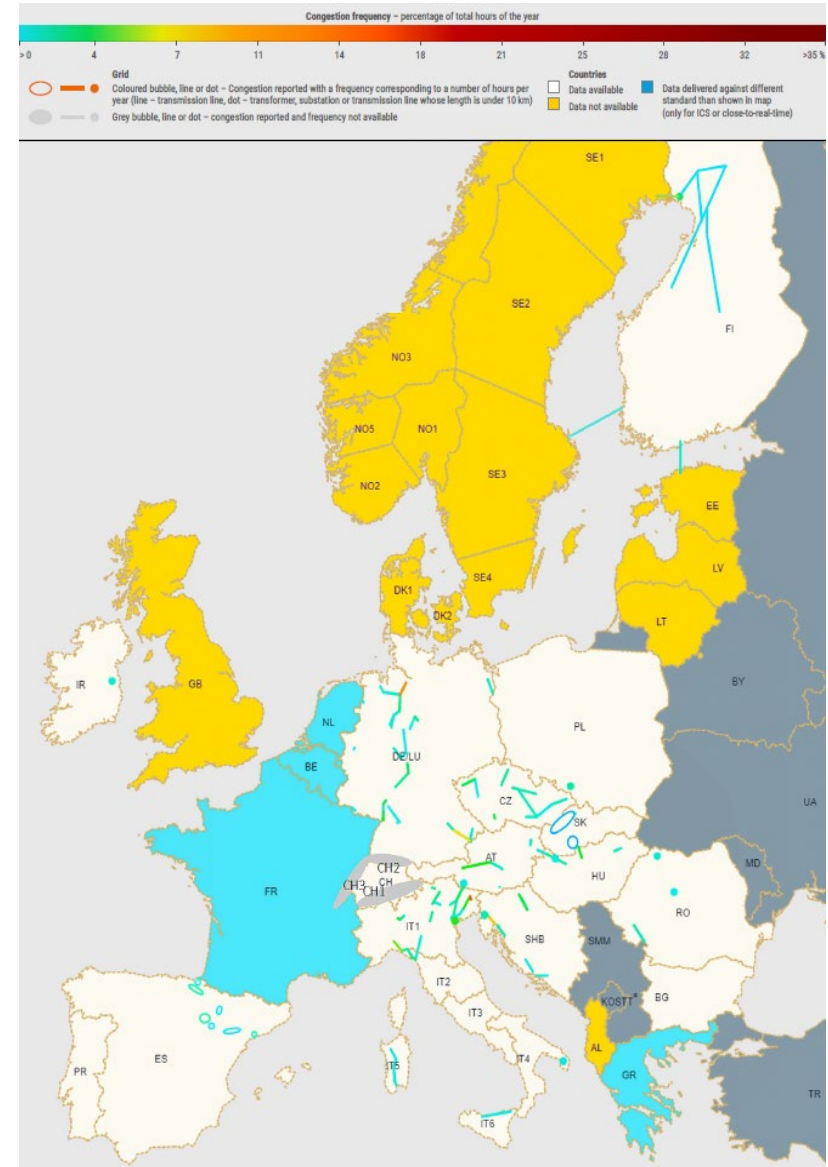 Congestion frequency – percentage of total hours of the year
> 0 4 7 11 14 18 21 25 28 32 >35 %
Grid
Coloured bubble, line or dot – Congestion reported with a frequency corresponding to a number of hours per
year (line – transmission line, dot – transformer, substation or transmission line whose length is under 10 km)
Grey bubble, line or dot – congestion reported and frequency not available
Countries
Data available
Data not available
Data delivered against different
standard than shown in map
(only for ICS or close-to-real-time)
SE1
SE2
FI
NO3
NO5
NO1
SE3
NO2
EE
LV
SE4
DK1
DK2
LT
IR
GB
BY
NL
PL
DE/LU
BE
CZ
UA
SK
AT
CH2
MD
CH
HU
CH3
CH1
FR
RO
IT1
SHB
SMM
IT2
KOSTT*
BG
IT3
AL
ES
IT4
PR
IT5
GR
TR
IT6